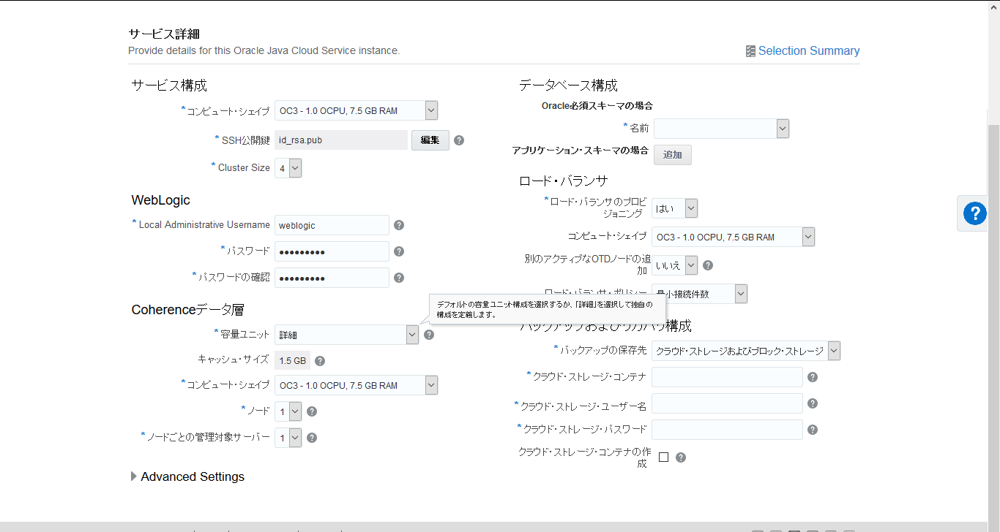 サービス詳細
Provide details for this Oracle Java Cloud Service instance.
Selection Summary
サービス構成
*コンピュート・シェイプ OC3 - 1.0 OCPU, 7.5 GB RAM
*SSH公開鍵 id_rsa.pub 編集 ?
*Cluster Size 4
WebLogic
*Local Administrative Username weblogic ?
*パスワード ●●●●●●●●● ?
*パスワードの確認 ●●●●●●●●● ?
Coherenceデータ層
デフォルトの容量ユニット構成を選択するか、「詳細」を選択して独自の
構成を定義します。
*容量ユニット 詳細 ?
キャッシュ・サイズ 1.5 GB ?
*コンピュート・シェイプ OC3 - 1.0 OCPU, 7.5 GB RAM
*ノード 1 ?
*ノードごとの管理対象サーバー 1 ?
Advanced Settings
データベース構成
Oracle必須スキーマの場合
*名前
アプリケーション・スキーマの場合 追加
ロード・バランサ
*ロード・バランサのプロビ
ジョニング はい
コンピュート・シェイプ OC3 - 1.0 OCPU, 7.5 GB RAM
別のアクティブなOTDノードの追
加 いいえ ?
ロード・バランサ・ポリシー 最小接続件数
バックアップおよびリカバリ構成
*バックアップの保存先 クラウド・ストレージおよびブロック・ストレージ
*クラウド・ストレージ・コンテナ ?
*クラウド・ストレージ・ユーザー名 ?
*クラウド・ストレージ・パスワード ?
クラウド・ストレージ・コンテナの作
成 ?
?